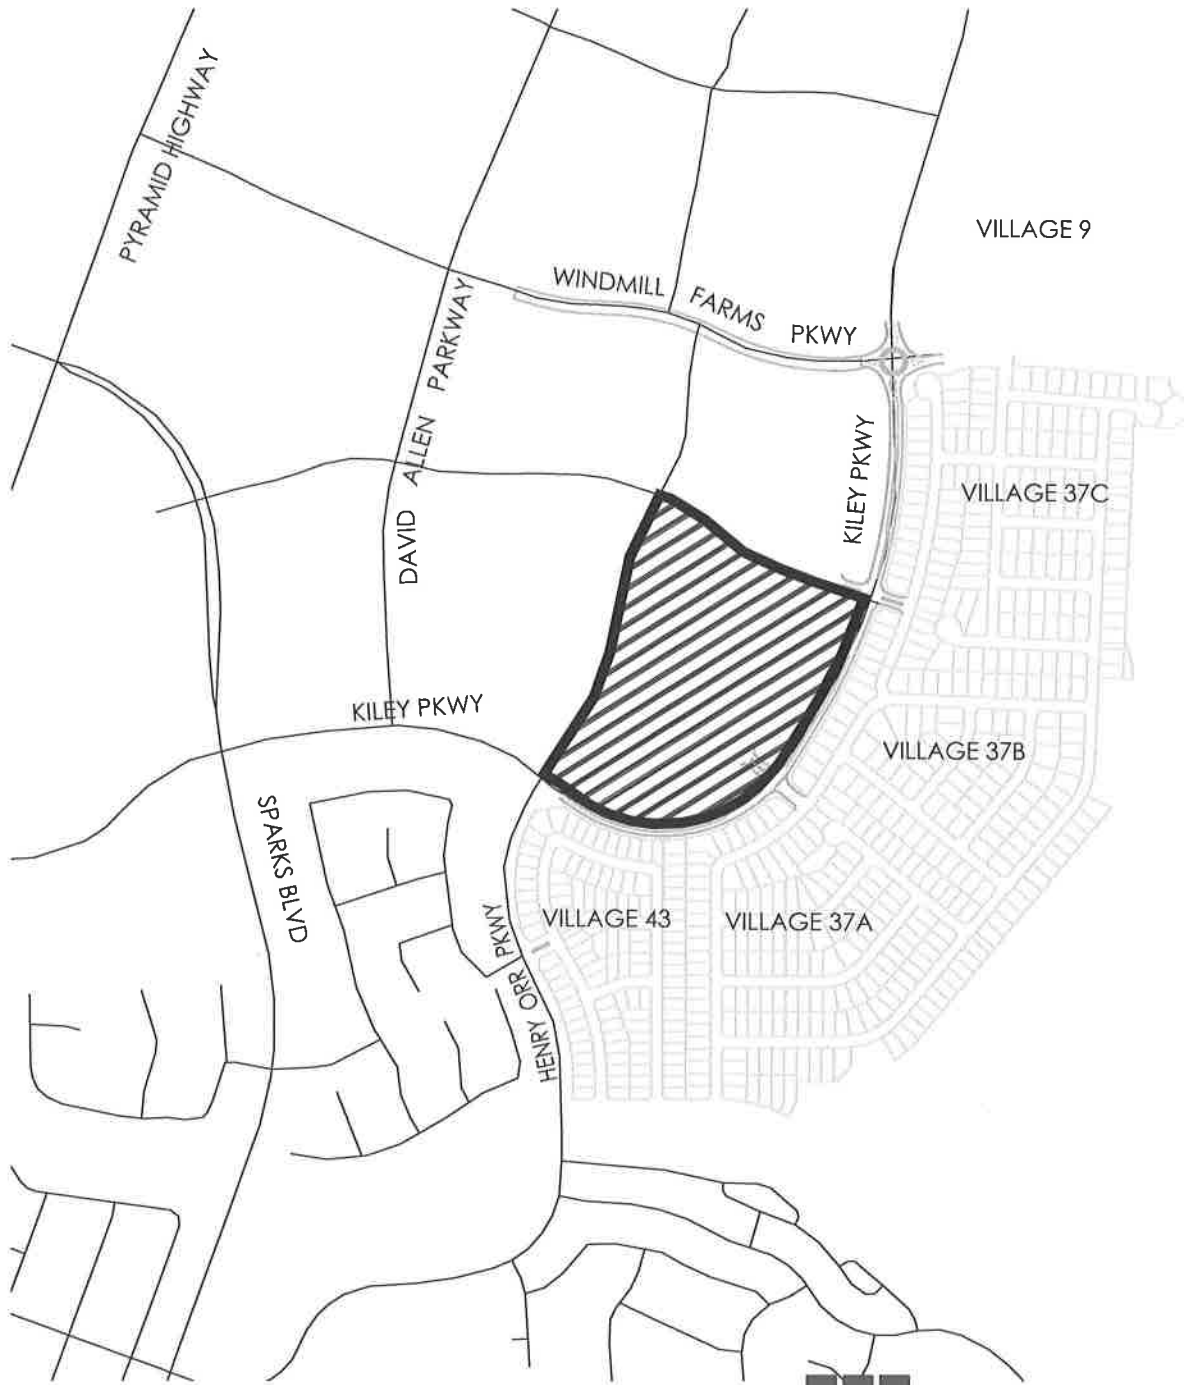 PYRAMID HIGHWAY
VILLAGE 9
WINDMILL FARMS PKWY
DAVID ALLEN PARKWAY
KILEY PKWY
VILLAGE 37C
KILEY PKWY
VILLAGE 37B
SPARKS BLVD
VILLAGE 43
VILLAGE 37A
HENRY ORR PKWY